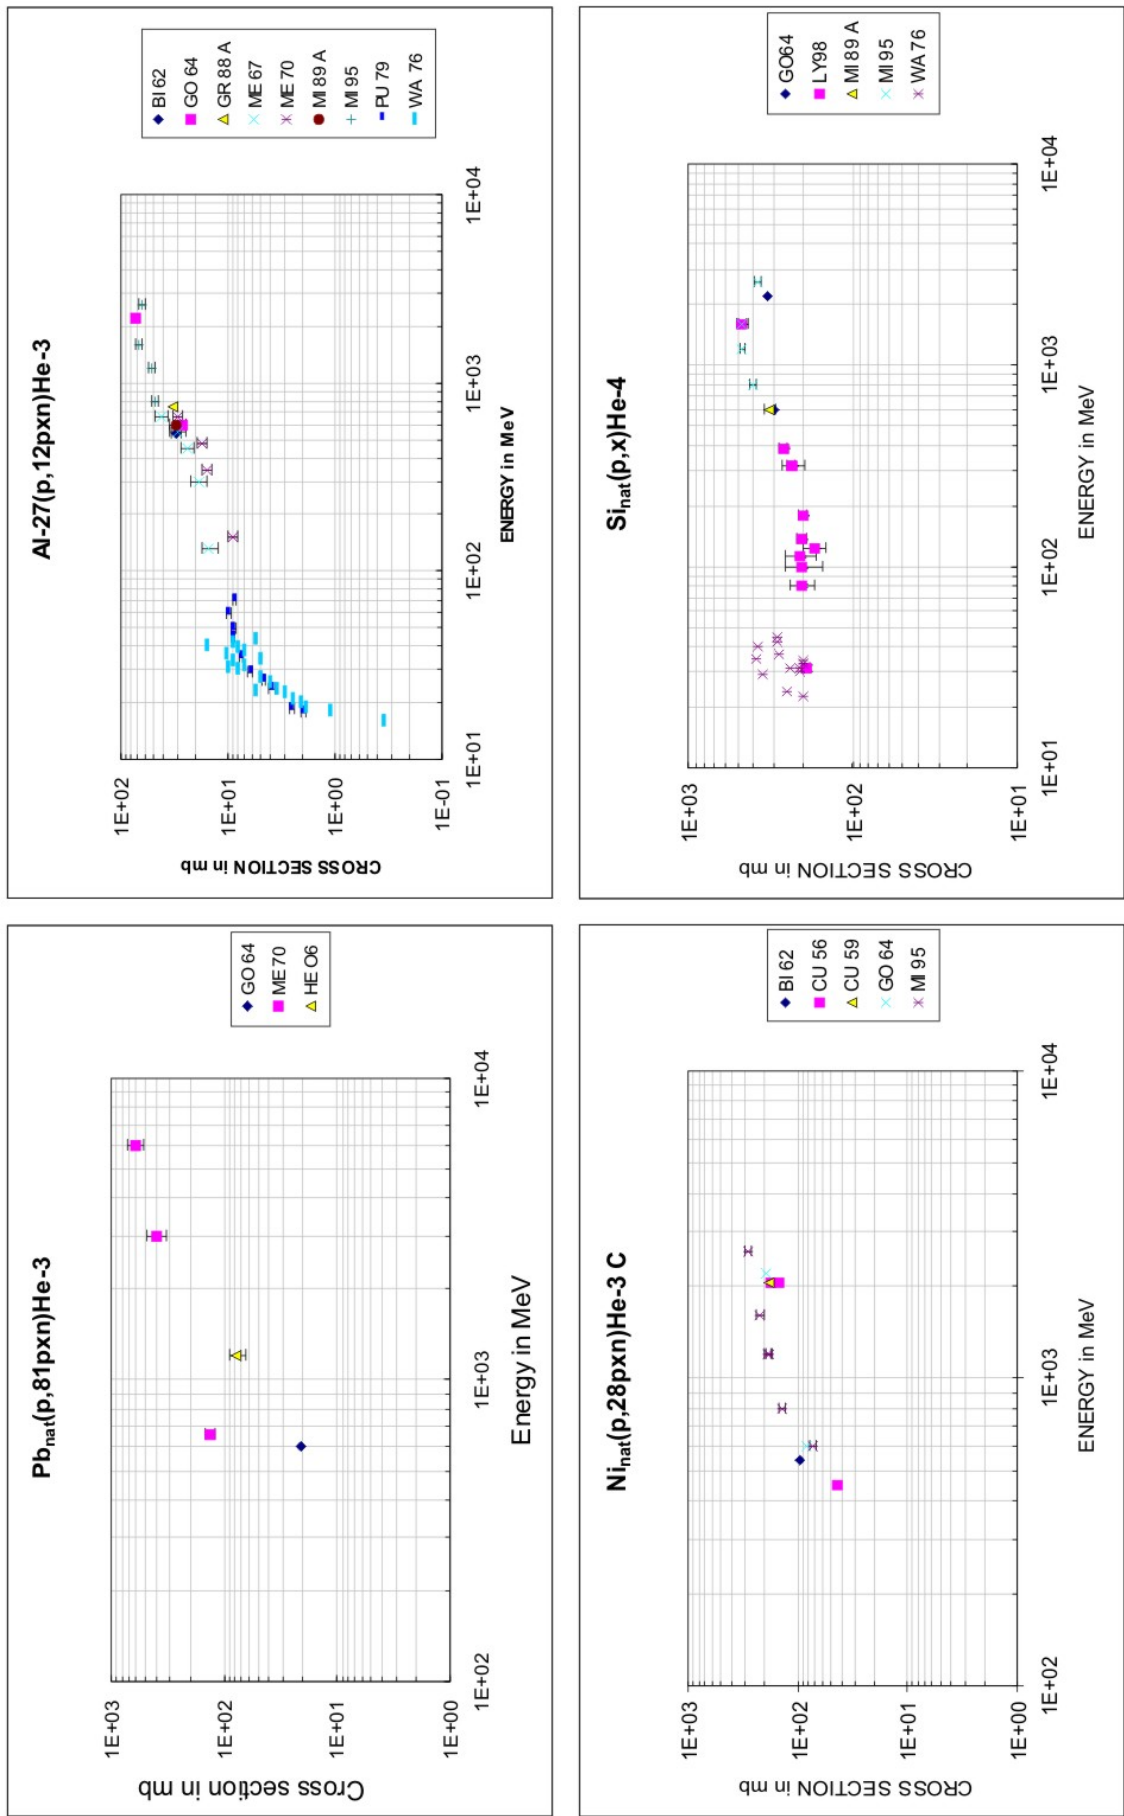 Pb_nat(p,81pxn)He-3
Cross section in mb
1E+03
1E+02
1E+01
1E+00
1E+02
1E+03
1E+04
Energy in MeV
GO 64
ME 70
HE O6
Al-27(p,12pxn)He-3
CROSS SECTION in mb
1E+02
1E+01
1E+00
1E-01
1E+01
1E+02
1E+03
1E+04
ENERGY in MeV
BI 62
GO 64
GR 88 A
ME 67
ME 70
MI 89 A
MI 95
PU 79
WA 76
Ni_nat(p,28pxn)He-3 C
CROSS SECTION in mb
1E+03
1E+02
1E+01
1E+00
1E+02
1E+03
1E+04
ENERGY in MeV
BI 62
CU 56
CU 59
GO 64
MI 95
Si_nat(p,x)He-4
CROSS SECTION in mb
1E+03
1E+02
1E+01
1E+01
1E+02
1E+03
1E+04
ENERGY in MeV
GO64
LY98
MI 89 A
MI 95
WA 76